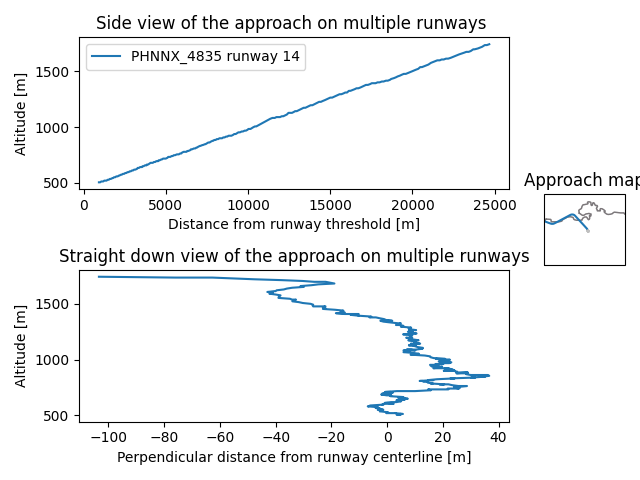 Side view of the approach on multiple runways
PHNNX_4835 runway 14
Altitude [m]
1500
1000
500
0
5000
10000
15000
20000
25000
Distance from runway threshold [m]
Approach map
Straight down view of the approach on multiple runways
Altitude [m]
1500
1000
500
−100
−80
−60
−40
−20
0
20
40
Perpendicular distance from runway centerline [m]